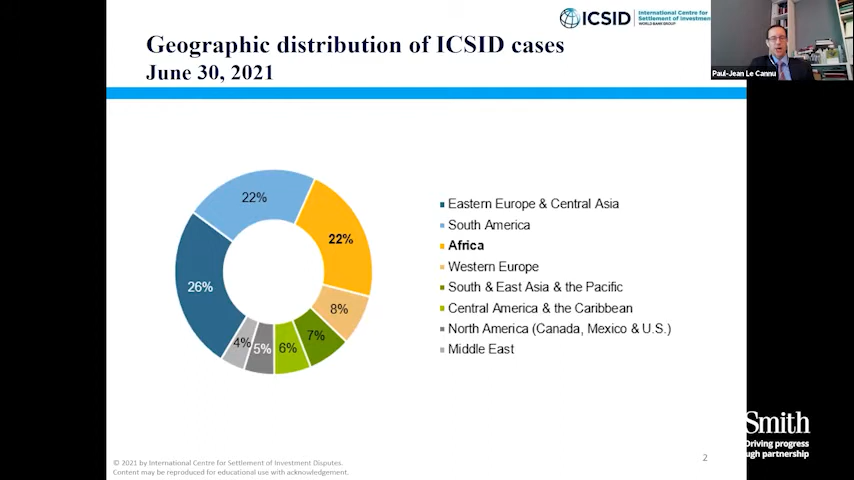 ICSID
International Centre for
Settlement of Investmen
WORLD BANK GROUP
Paul-Jean Le Cannu
Geographic distribution of ICSID cases
June 30, 2021
22%
22%
26%
8%
7%
6%
5%
4%
Eastern Europe & Central Asia
South America
Africa
Western Europe
South & East Asia & the Pacific
Central America & the Caribbean
North America (Canada, Mexico & U.S.)
Middle East
Smith
Driving progress
ugh partnership
© 2021 by International Centre for Settlement of Investment Disputes.
Content may be reproduced for educational use with acknowledgement.
2